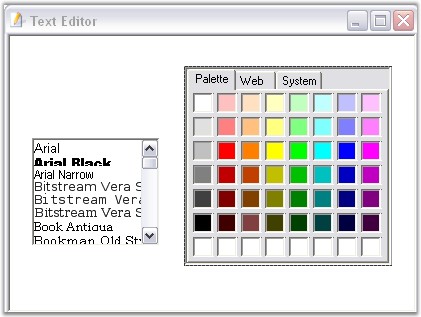 Text Editor
Palette Web System
Arial
Arial Black
Arial Narrow
Bitstream Vera S
Bitstream Vera
Bitstream Vera S
Book Antiqua
Bookman Old Sty